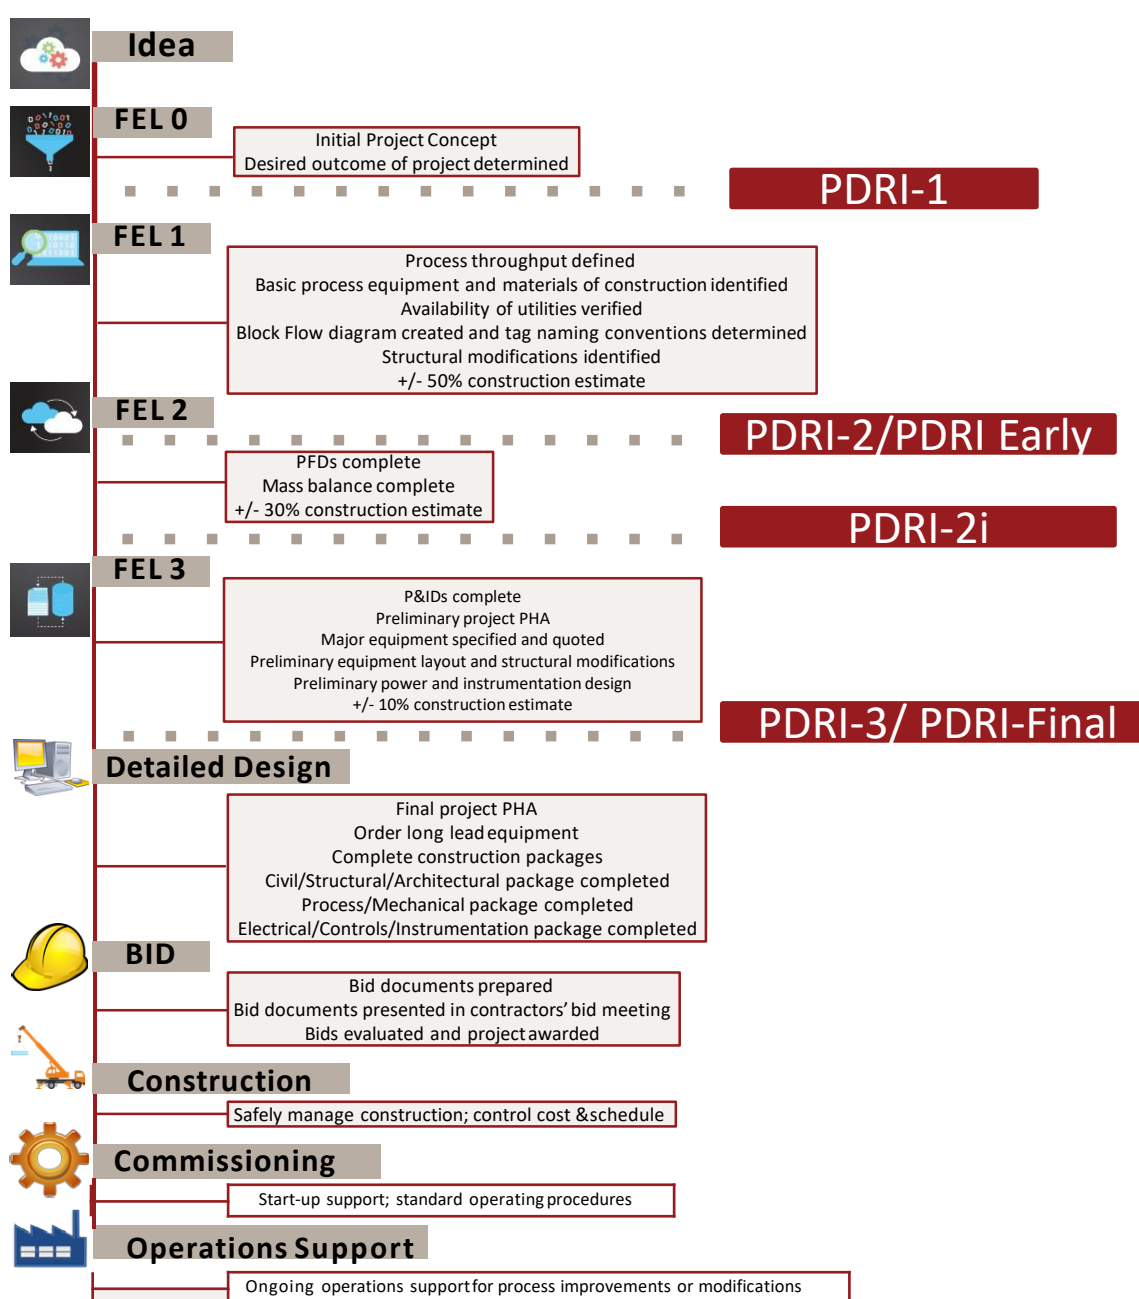 Idea
FEL 0
Initial Project Concept
Desired outcome of project determined
PDRI-1
FEL 1
Process throughput defined
Basic process equipment and materials of construction identified
Availability of utilities verified
Block Flow diagram created and tag naming conventions determined
Structural modifications identified
+/- 50% construction estimate
FEL 2
PDRI-2/PDRI Early
PFDs complete
Mass balance complete
+/- 30% construction estimate
PDRI-2i
FEL 3
P&IDs complete
Preliminary project PHA
Major equipment specified and quoted
Preliminary equipment layout and structural modifications
Preliminary power and instrumentation design
+/- 10% construction estimate
PDRI-3/ PDRI-Final
Detailed Design
Final project PHA
Order long lead equipment
Complete construction packages
Civil/Structural/Architectural package completed
Process/Mechanical package completed
Electrical/Controls/Instrumentation package completed
BID
Bid documents prepared
Bid documents presented in contractors' bid meeting
Bids evaluated and project awarded
Construction
Safely manage construction; control cost &schedule
Commissioning
Start-up support; standard operating procedures
Operations Support
Ongoing operations support for process improvements or modifications